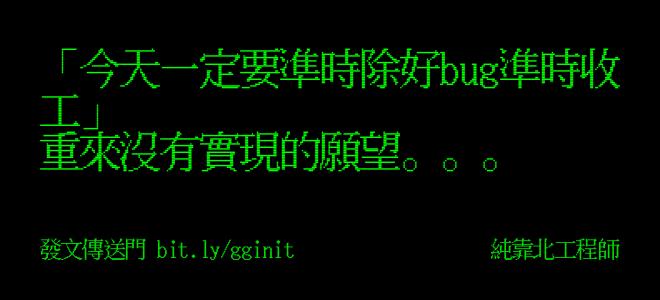 「今天一定要準時除好bug準時收
工」
重來沒有實現的願望。。。
發文傳送門 bit.ly/gginit 純靠北工程師